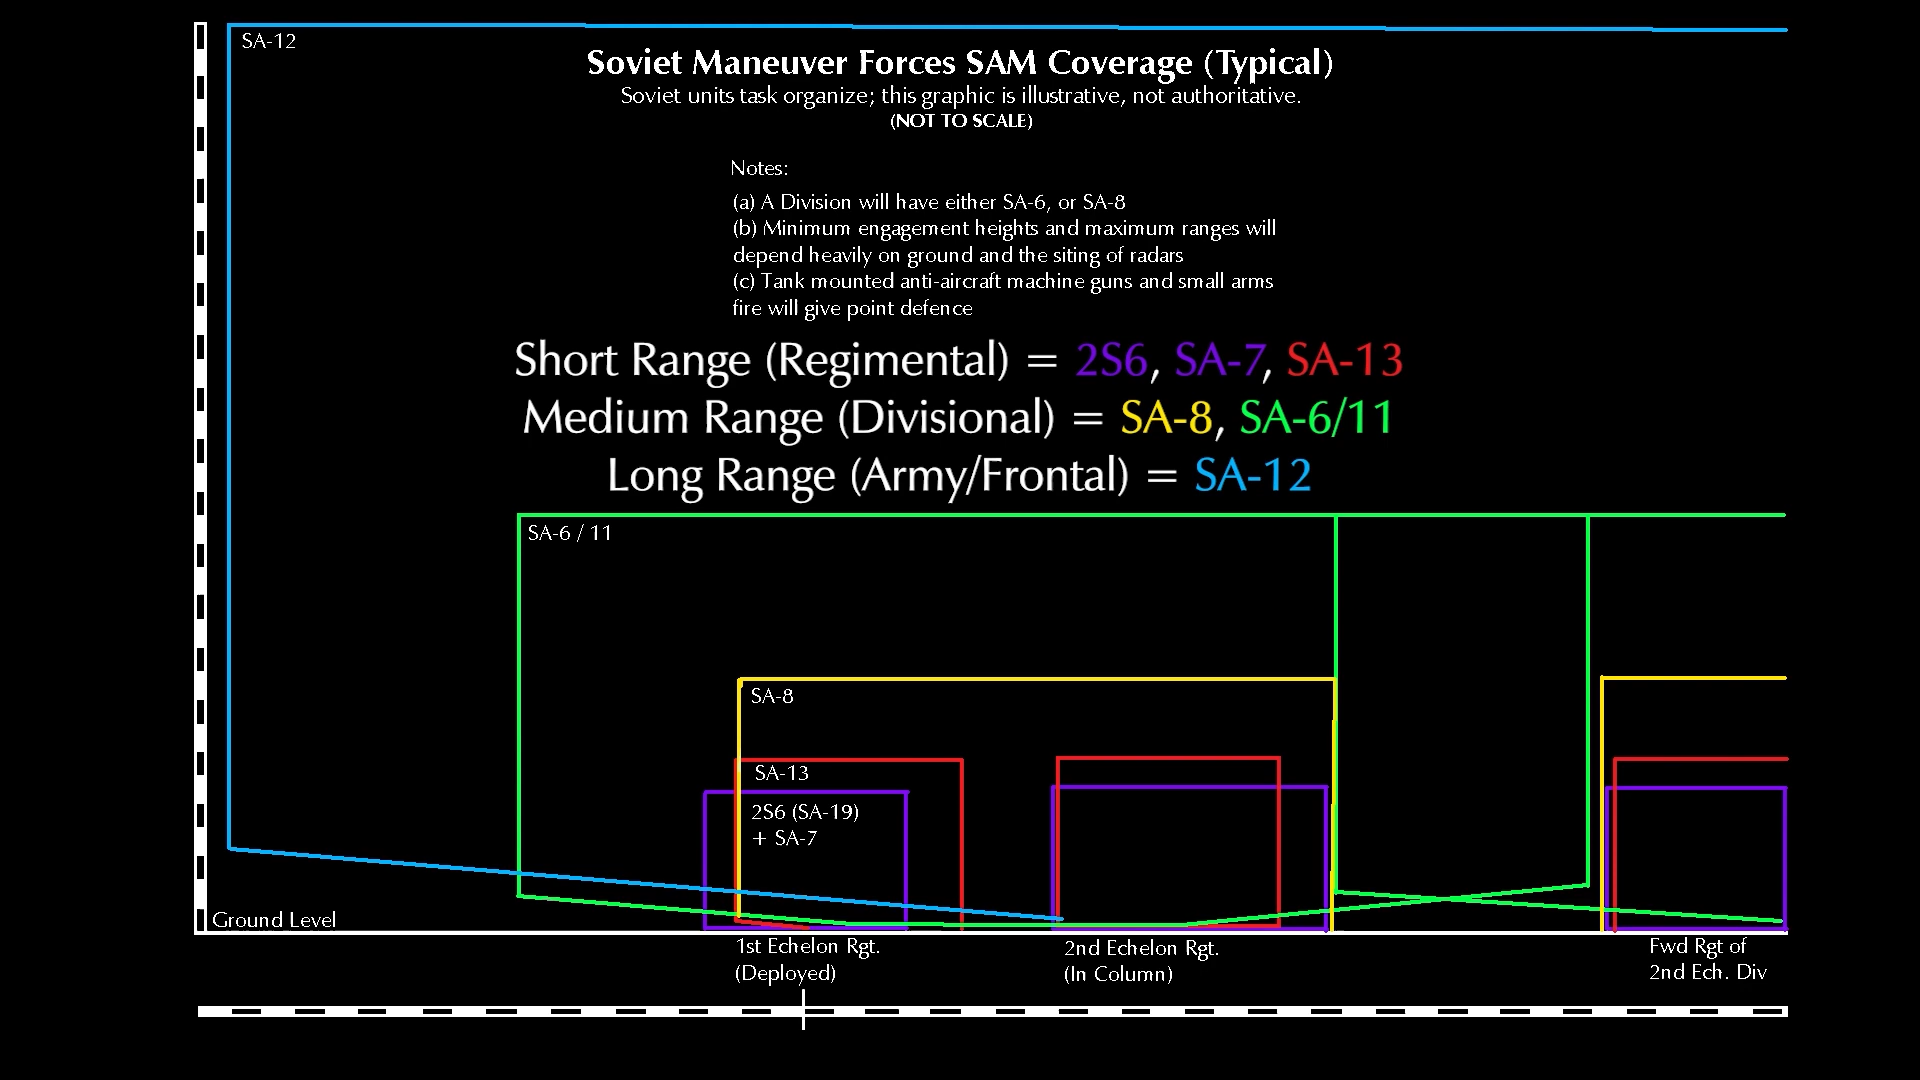 SA-12
Soviet Maneuver Forces SAM Coverage (Typical)
Soviet units task organize; this graphic is illustrative, not authoritative.
(NOT TO SCALE)
Notes:
(a) A Division will have either SA-6, or SA-8
(b) Minimum engagement heights and maximum ranges will
depend heavily on ground and the siting of radars
(c) Tank mounted anti-aircraft machine guns and small arms
fire will give point defence
Short Range (Regimental) = 2S6, SA-7, SA-13
Medium Range (Divisional) = SA-8, SA-6/11
Long Range (Army/Frontal) = SA-12
SA-6 / 11
SA-8
SA-13
2S6 (SA-19)
+ SA-7
Ground Level
1st Echelon Rgt.
(Deployed)
2nd Echelon Rgt.
(In Column)
Fwd Rgt of
2nd Ech. Div